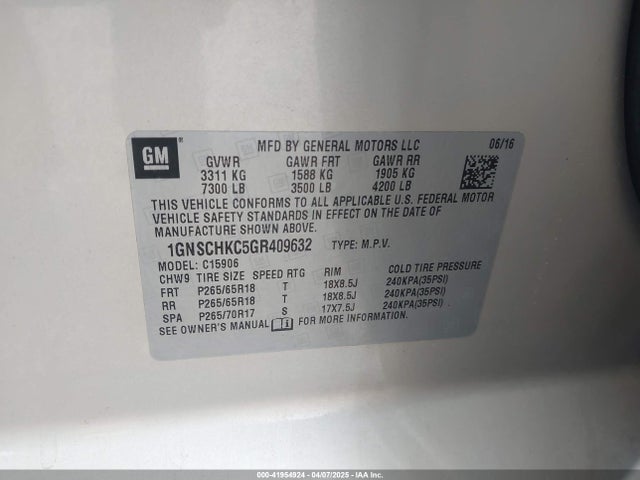 GM
MFD BY GENERAL MOTORS LLC 06/16
GVWR GAWR FRT GAWR RR
3311 KG 1588 KG 1905 KG
7300 LB 3500 LB 4200 LB
THIS VEHICLE CONFORMS TO ALL APPLICABLE U.S. FEDERAL MOTOR
VEHICLE SAFETY STANDARDS IN EFFECT ON THE DATE OF
MANUFACTURE SHOWN ABOVE.
1GNSCHKC5GR409632 TYPE: M.P.V.
MODEL: C15906
CHW9 TIRE SIZE SPEED RTG RIM COLD TIRE PRESSURE
FRT P265/65R18 T 18X8.5J 240KPA(35PSI)
RR P265/65R18 T 18X8.5J 240KPA(35PSI)
SPA P265/70R17 S 17X7.5J 240KPA(35PSI)
SEE OWNER'S MANUAL FOR MORE INFORMATION.
000-41954924 - 04/07/2025 - IAA Inc.